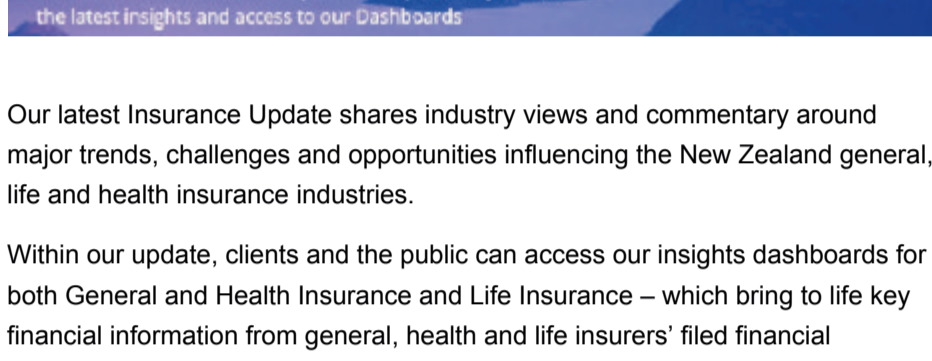 the latest insights and access to our Dashboards
Our latest Insurance Update shares industry views and commentary around
major trends, challenges and opportunities influencing the New Zealand general,
life and health insurance industries.
Within our update, clients and the public can access our insights dashboards for
both General and Health Insurance and Life Insurance – which bring to life key
financial information from general, health and life insurers’ filed financial